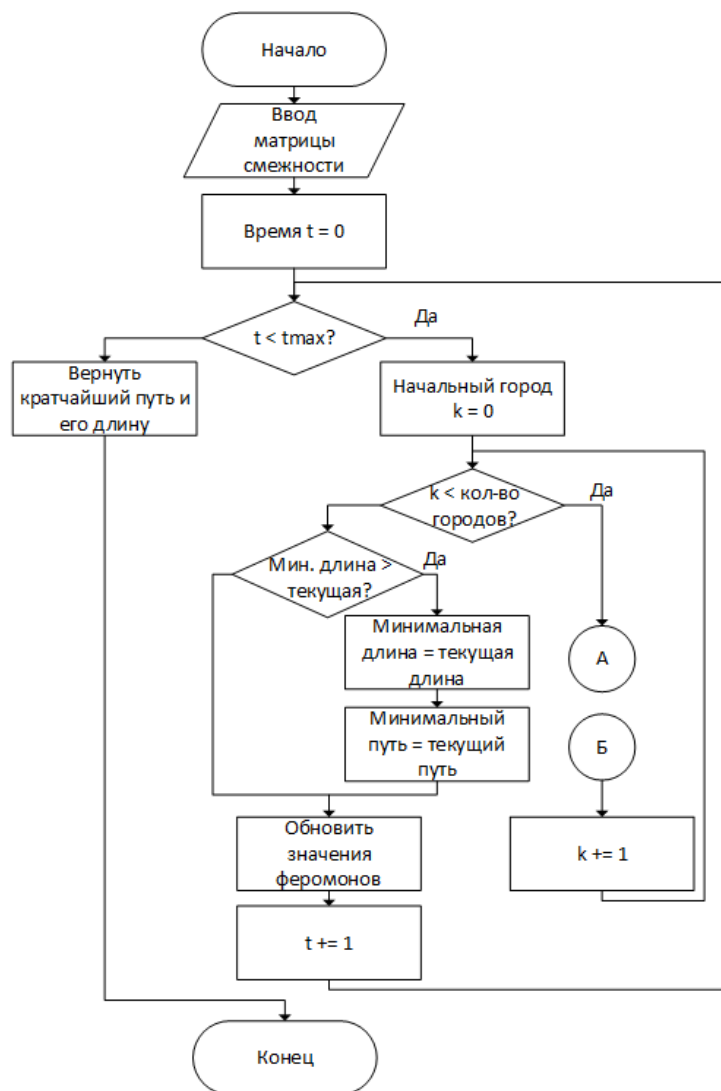 Начало
Ввод
матрицы
смежности
Время t = 0
t < tmax?
Да
Вернуть
кратчайший путь и
его длину
Начальный город
k = 0
k < кол-во
городов?
Да
Мин. длина >
текущая?
Да
Минимальная
длина = текущая
длина
А
Минимальный
путь = текущий
путь
Б
Обновить
значения
феромонов
k += 1
t += 1
Конец